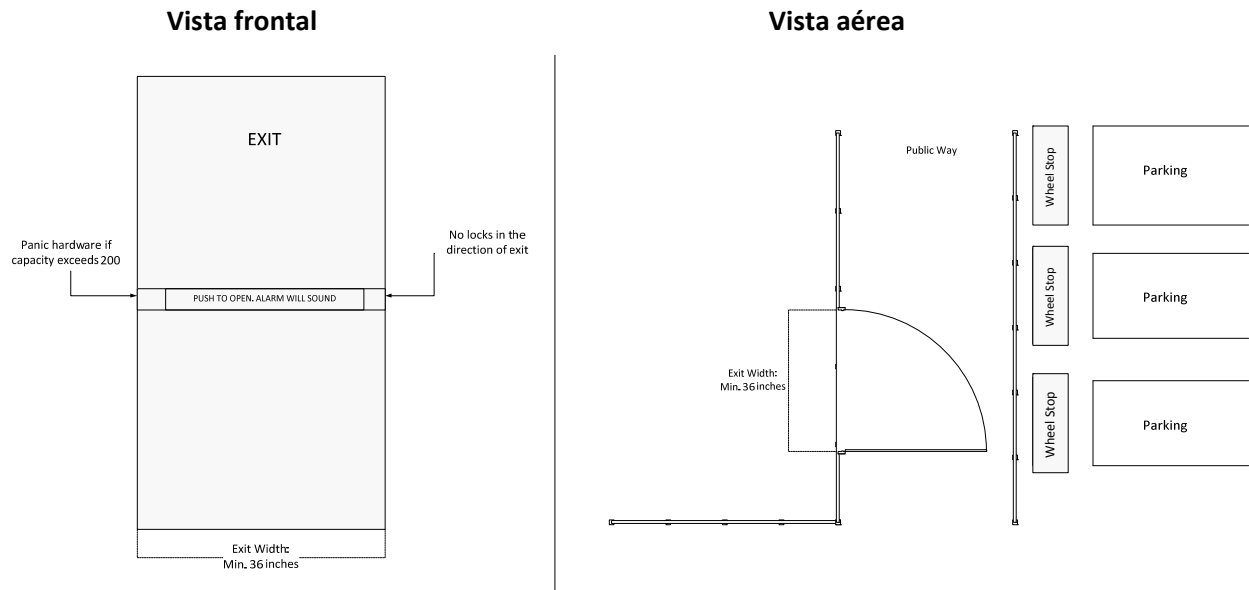 Vista frontal
EXIT
Panic hardware if
capacity exceeds 200
No locks in the
direction of exit
PUSH TO OPEN. ALARM WILL SOUND
Exit Width:
Min. 36 inches
Vista aérea
Public Way
Wheel Stop
Parking
Wheel Stop
Parking
Exit Width:
Min. 36 inches
Wheel Stop
Parking